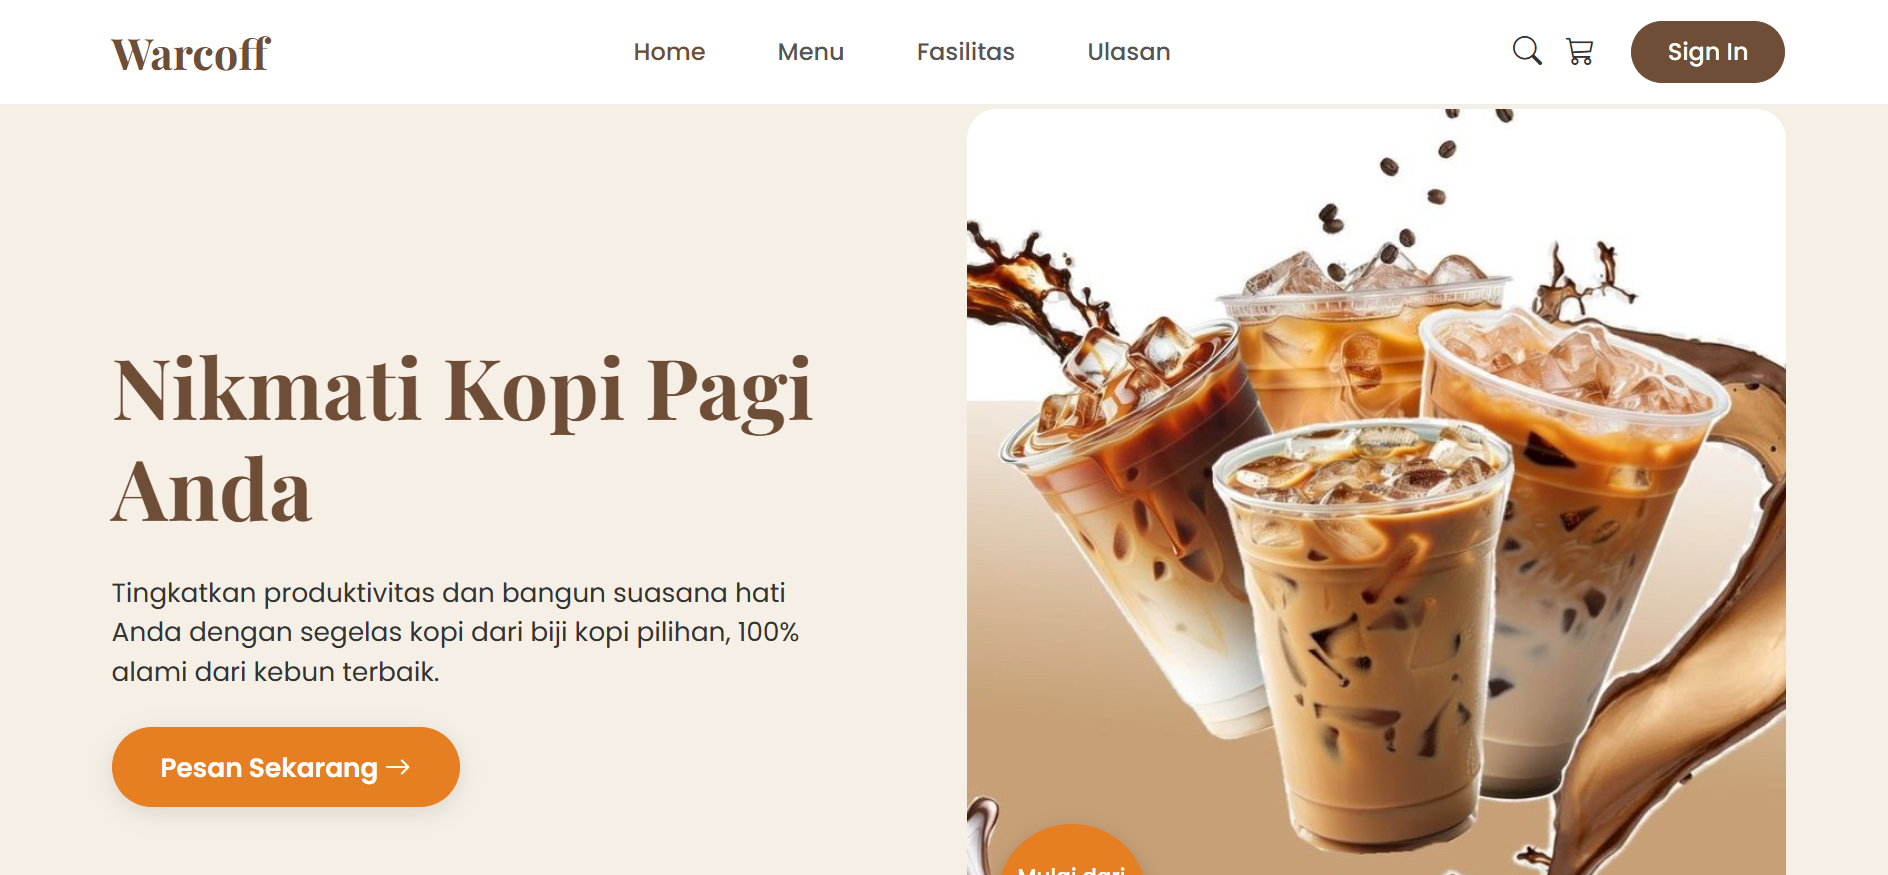 Warcoff
Home
Menu
Fasilitas
Ulasan
Sign In
Nikmati Kopi Pagi
Anda
Tingkatkan produktivitas dan bangun suasana hati
Anda dengan segelas kopi dari biji kopi pilihan, 100%
alami dari kebun terbaik.
Pesan Sekarang →
Mulai dari